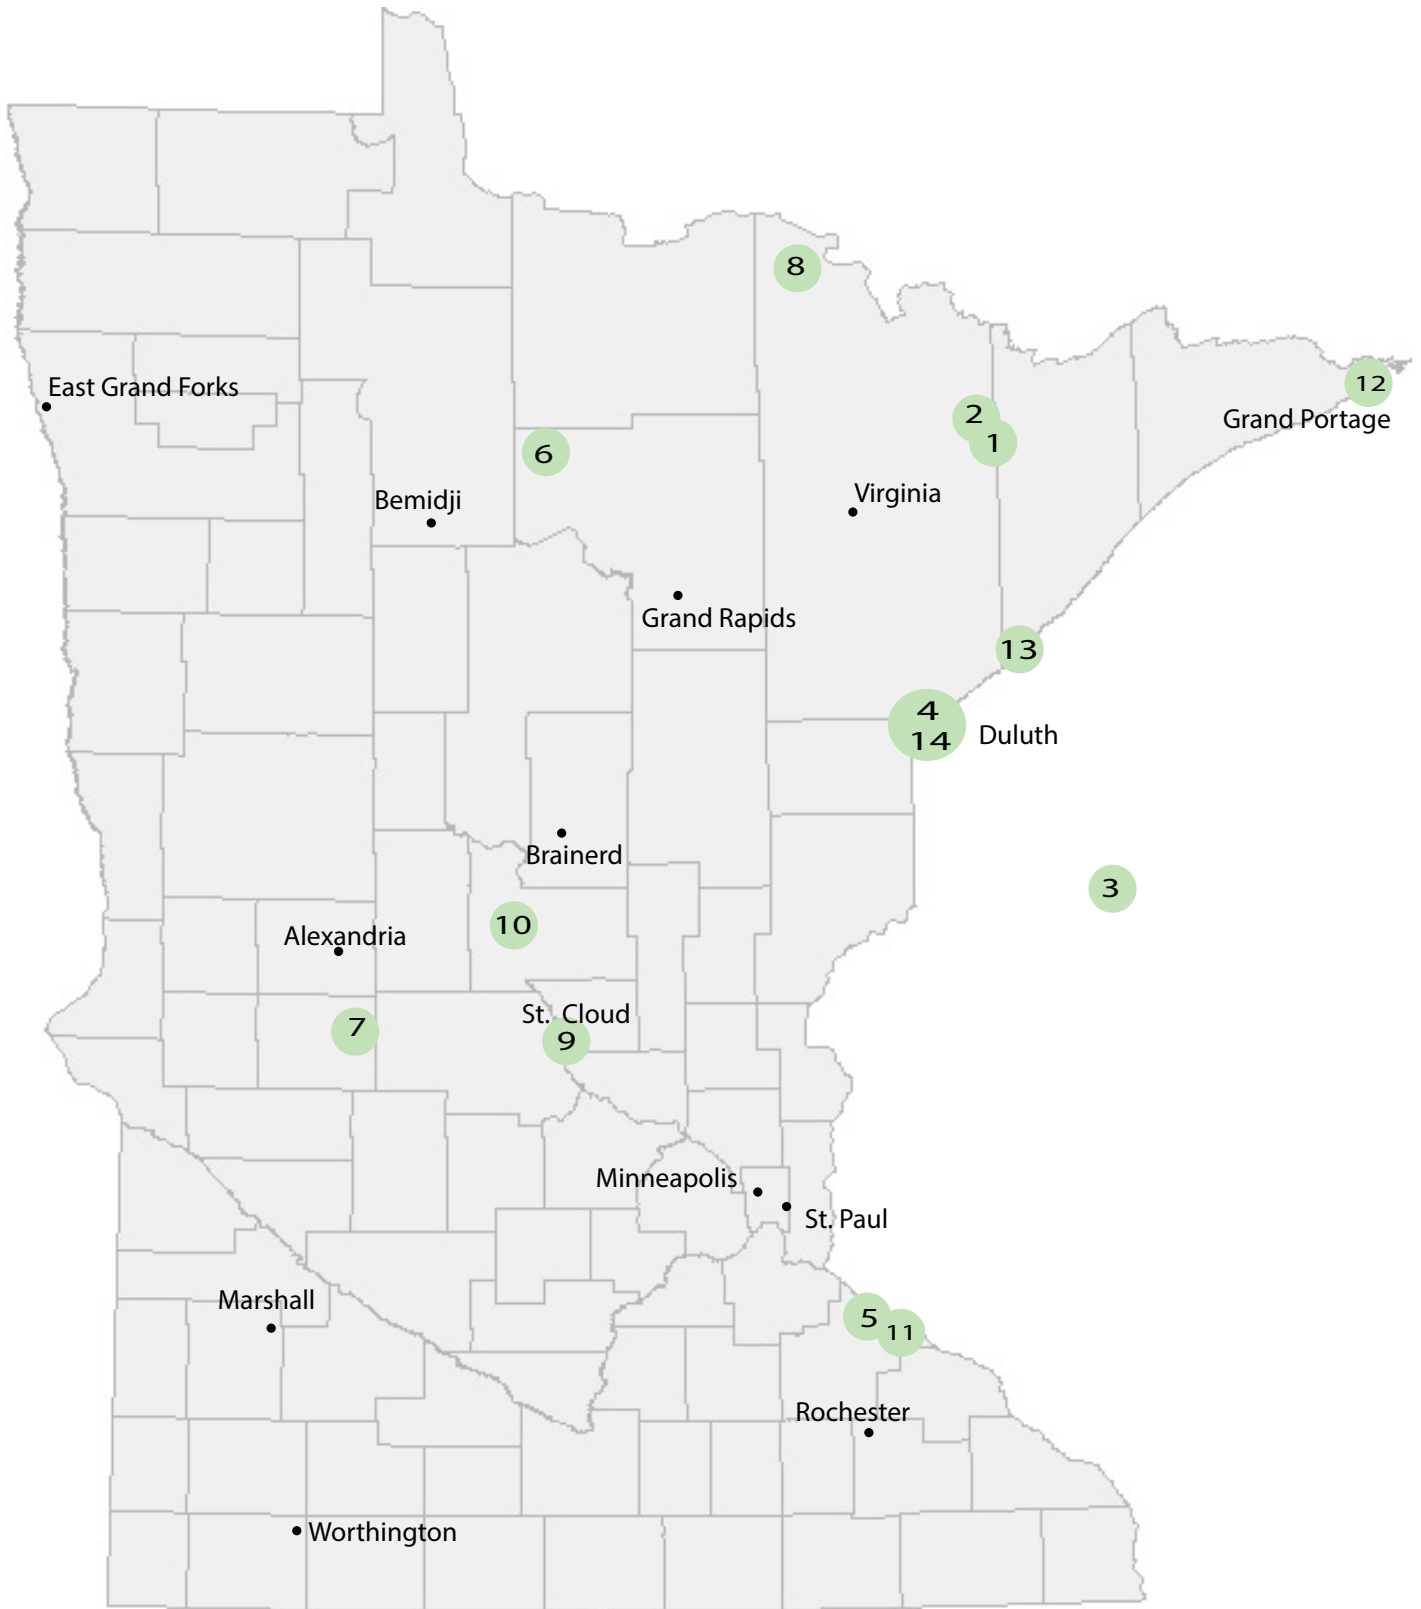 8
12
East Grand Forks
2
Grand Portage
1
6
Bemidji
Virginia
Grand Rapids
13
4
14
Duluth
Brainerd
3
10
Alexandria
St. Cloud
7
9
Minneapolis
St. Paul
Marshall
5
11
Rochester
Worthington